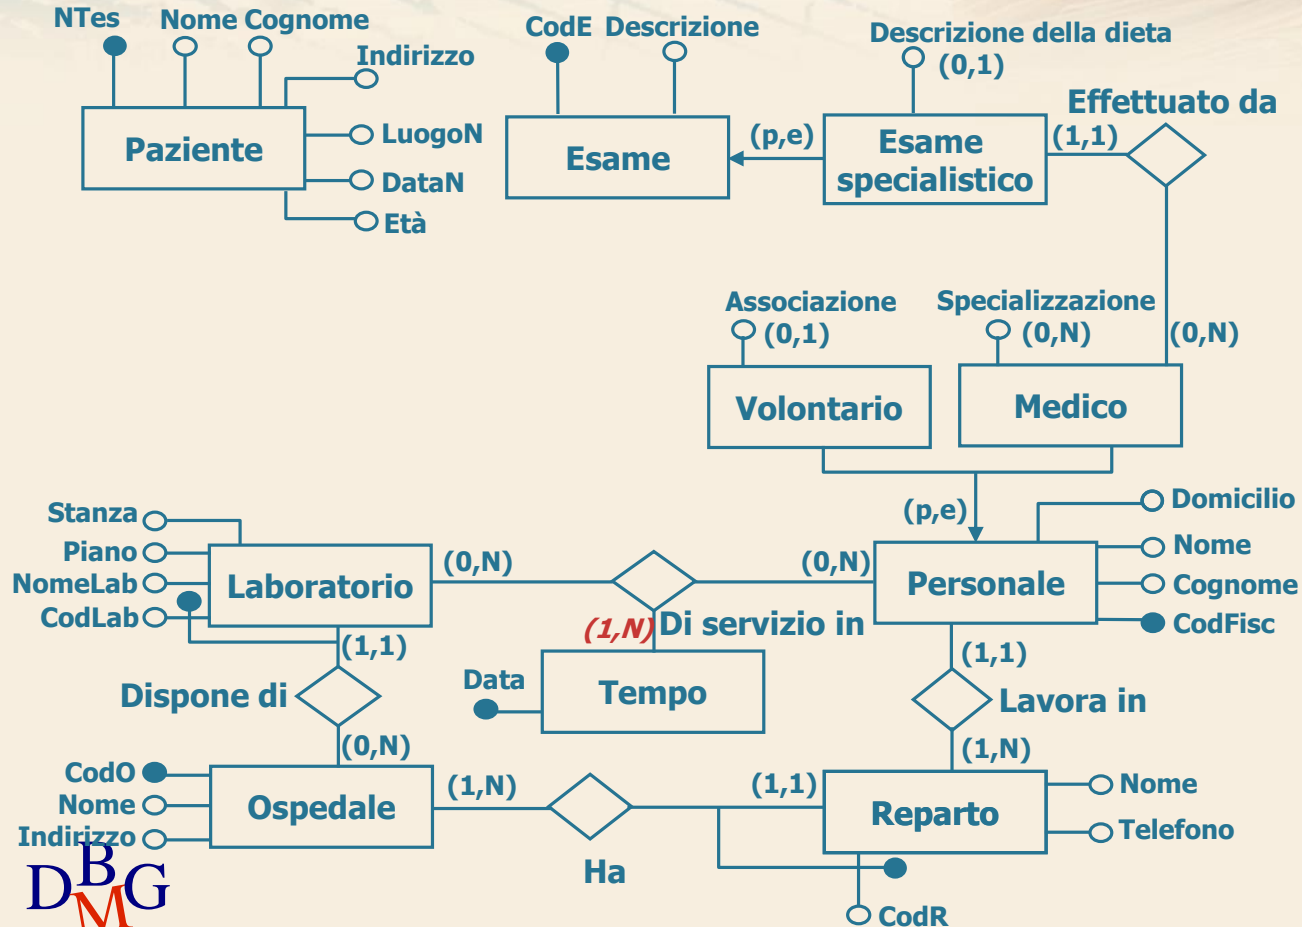 NTes
Nome Cognome
Indirizzo
Paziente
LuogoN
DataN
Età
CodE Descrizione
Esame
(p,e)
Descrizione della dieta
(0,1)
Esame
specialistico
Effettuato da
(1,1)
(0,N)
Associazione
(0,1)
Volontario
Specializzazione
(0,N)
Medico
(p,e)
Domicilio
Nome
Cognome
CodFisc
Personale
(0,N)
Di servizio in
(0,N)
(1,N)
Stanza
Piano
NomeLab
CodLab
Laboratorio
(1,1)
Dispone di
(0,N)
Data
Tempo
(1,1)
Lavora in
(1,N)
CodO
Nome
Indirizzo
Ospedale
(1,N)
Ha
(1,1)
Reparto
Nome
Telefono
CodR
DBMG